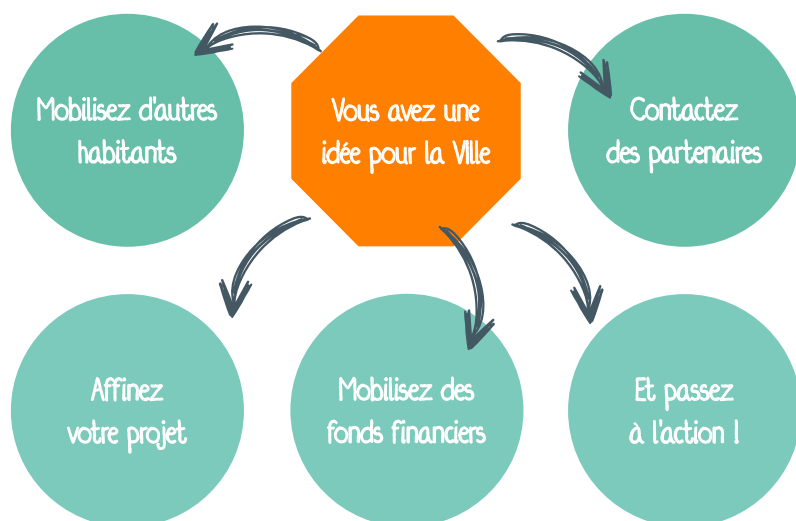 Mobilisez d'autres
habitants
Vous avez une
idée pour la VIlle
Contactez
des partenaires
Affinez
votre projet
Mobilisez des
fonds financiers
Et passez
à l'action !